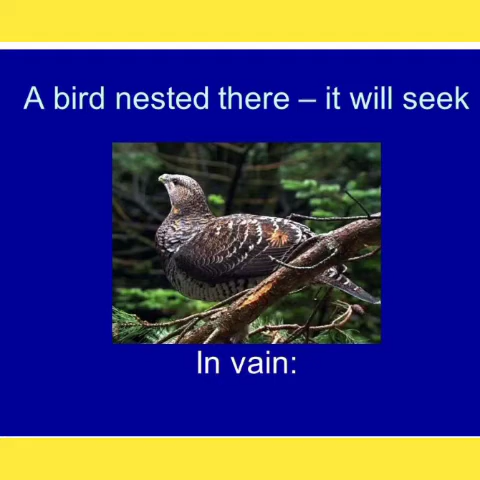 A bird nested there – it will seek
In vain: